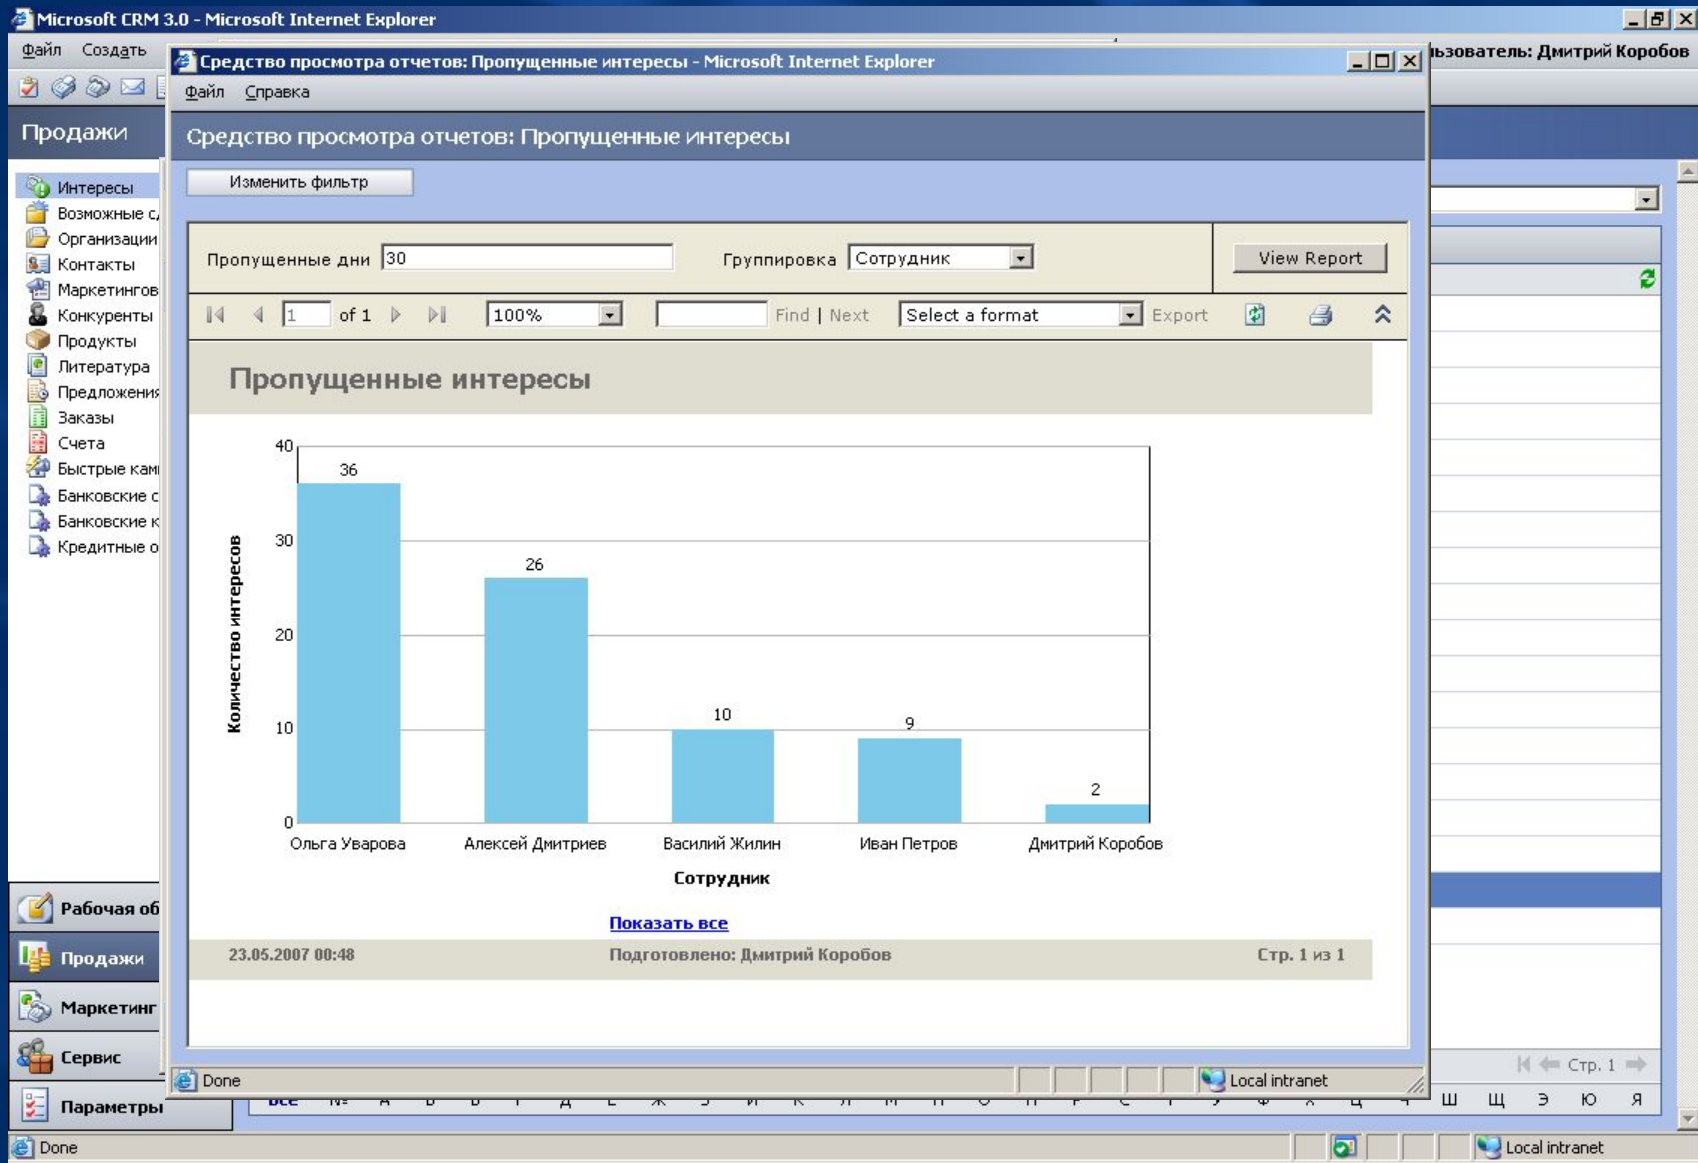 Microsoft CRM 3.0 - Microsoft Internet Explorer
Файл Создать
Пользователь: Дмитрий Коробов
Средство просмотра отчетов: Пропущенные интересы - Microsoft Internet Explorer
Файл Справка
Продажи
Средство просмотра отчетов: Пропущенные интересы
Изменить фильтр
Интересы
Возможные
Организации
Контакты
Маркетингов
Конкуренты
Продукты
Литература
Предложения
Заказы
Счета
Быстрые
Банковские
Банковские
Кредитные
Пропущенные дни 30 Группировка Сотрудник View Report
1 of 1 100% Find | Next Select a format Export
Пропущенные интересы
Количество интересов
40
30
20
10
0
36
26
10
9
2
Ольга Уварова Алексей Дмитриев Василий Жилин Иван Петров Дмитрий Коробов
Сотрудник
Показать все
23.05.2007 00:48 Подготовлено: Дмитрий Коробов Стр. 1 из 1
Рабочая об
Продажи
Маркетинг
Сервис
Параметры
Стр. 1
Done Local intranet
Все Ш Щ Э Ю Я
Done Local intranet